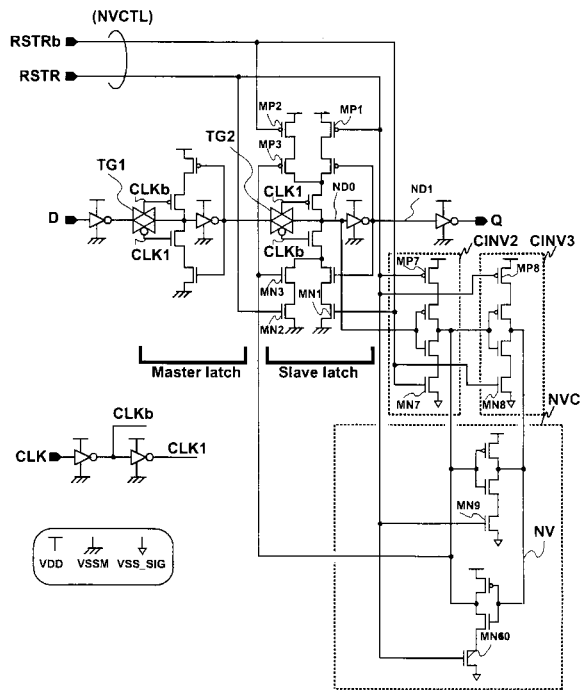 (NVCTL)
RSTRb
RSTR
MP2
MP1
TG2
MP3
TG1
CLKb
CLK1
ND0
ND1
D
Q
CLK1
CLKb
CINV2
CINV3
MP7
MP8
MN3
MN1
MN2
Master latch
Slave latch
MN7
MN8
NVC
CLKb
CLK
CLK1
MN9
NV
VDD
VSSM
VSS_SIG
MN60